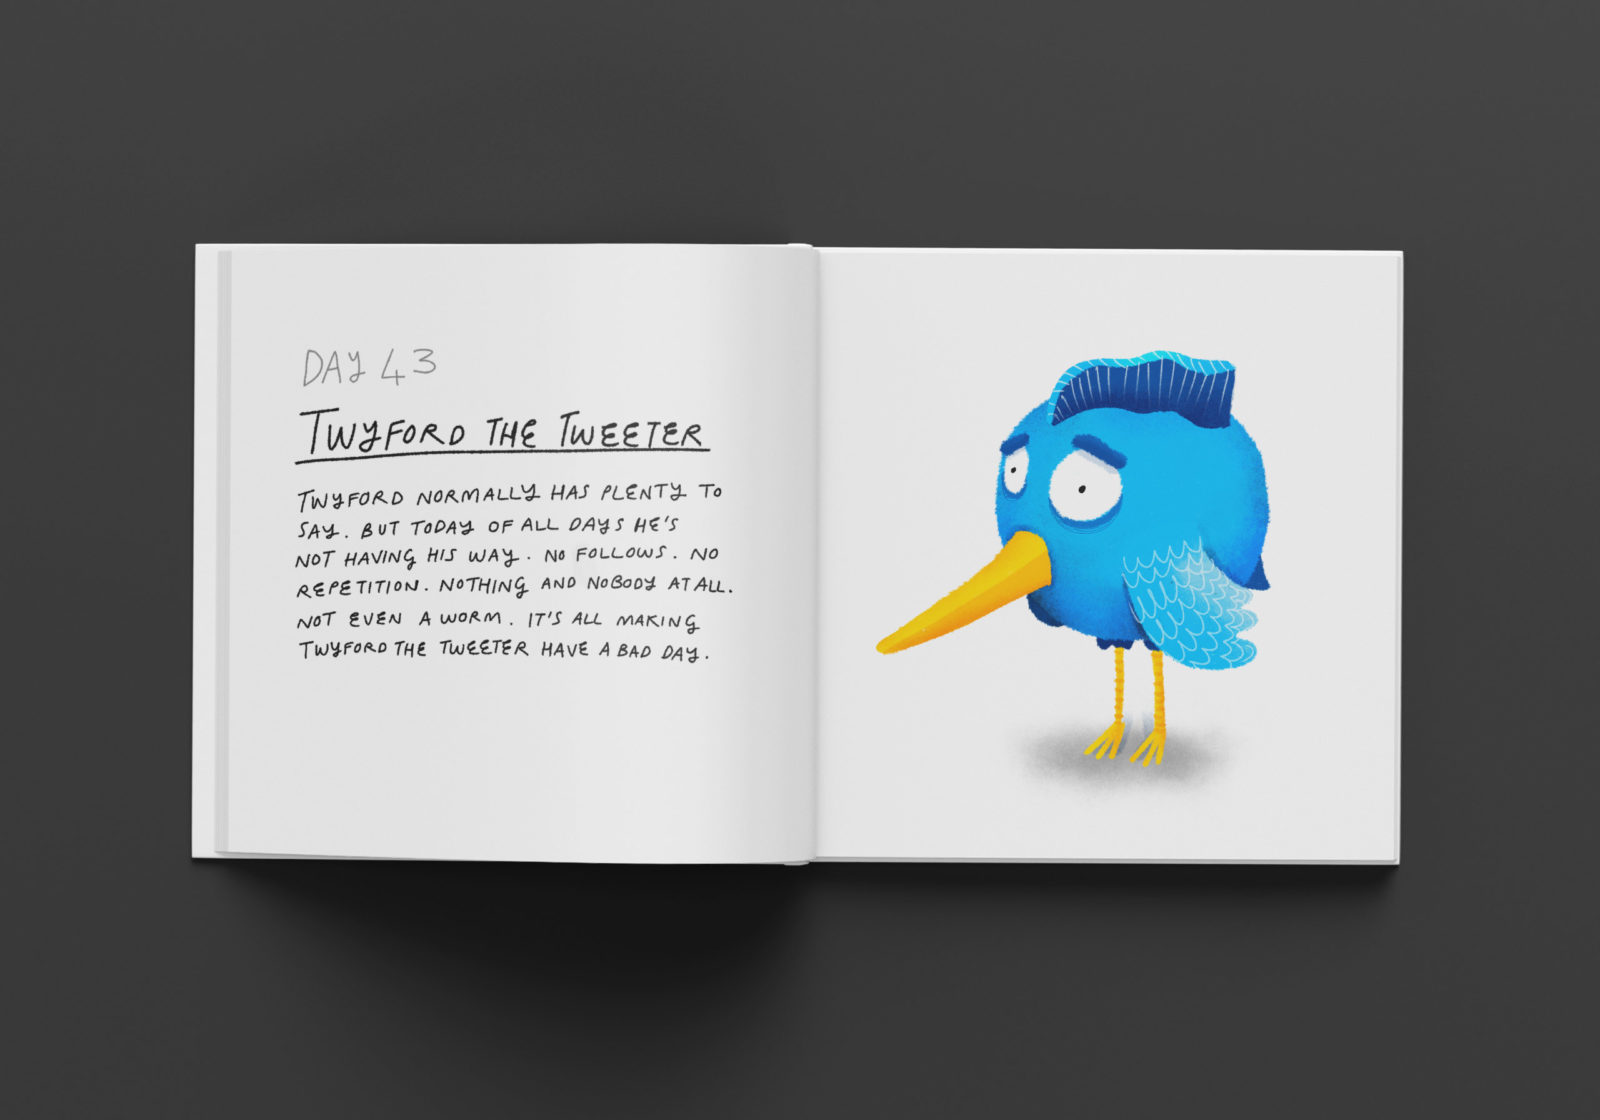 DAY 43
TWYFORD THE TWEETER
TWYFORD NORMALLY HAS PLENTY TO
SAY. BUT TODAY OF ALL DAYS HE'S
NOT HAVING HIS WAY. NO FOLLOWS. NO
REPETITION. NOTHING AND NOBODY AT ALL.
NOT EVEN A WORM. IT'S ALL MAKING
TWYFORD THE TWEETER HAVE A BAD DAY.